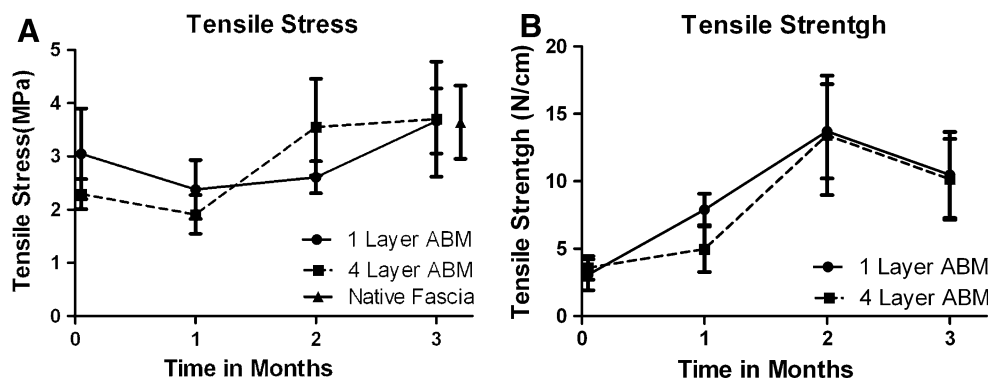 A
Tensile Stress
Tensile Stress(MPa)
5
4
3
2
1
0
0 1 2 3
Time in Months
1 Layer ABM
4 Layer ABM
Native Fascia
B
Tensile Strentgh
Tensile Strentgh (N/cm)
20
15
10
5
0
0 1 2 3
Time in Months
1 Layer ABM
4 Layer ABM